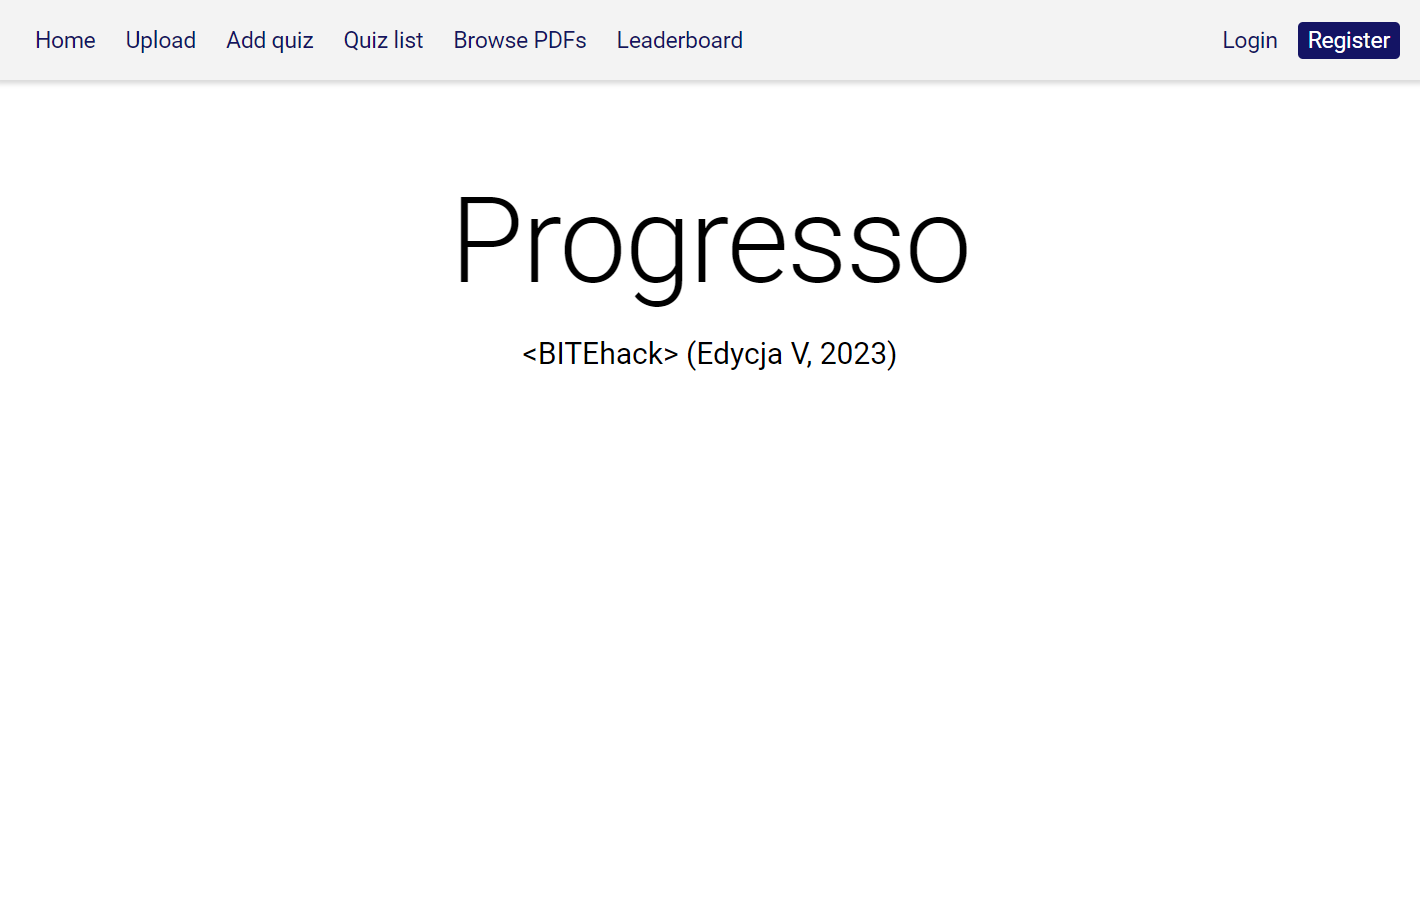 Home Upload Add quiz Quiz list Browse PDFs Leaderboard Login Register
Progresso
<BITEhack> (Edycja V, 2023)